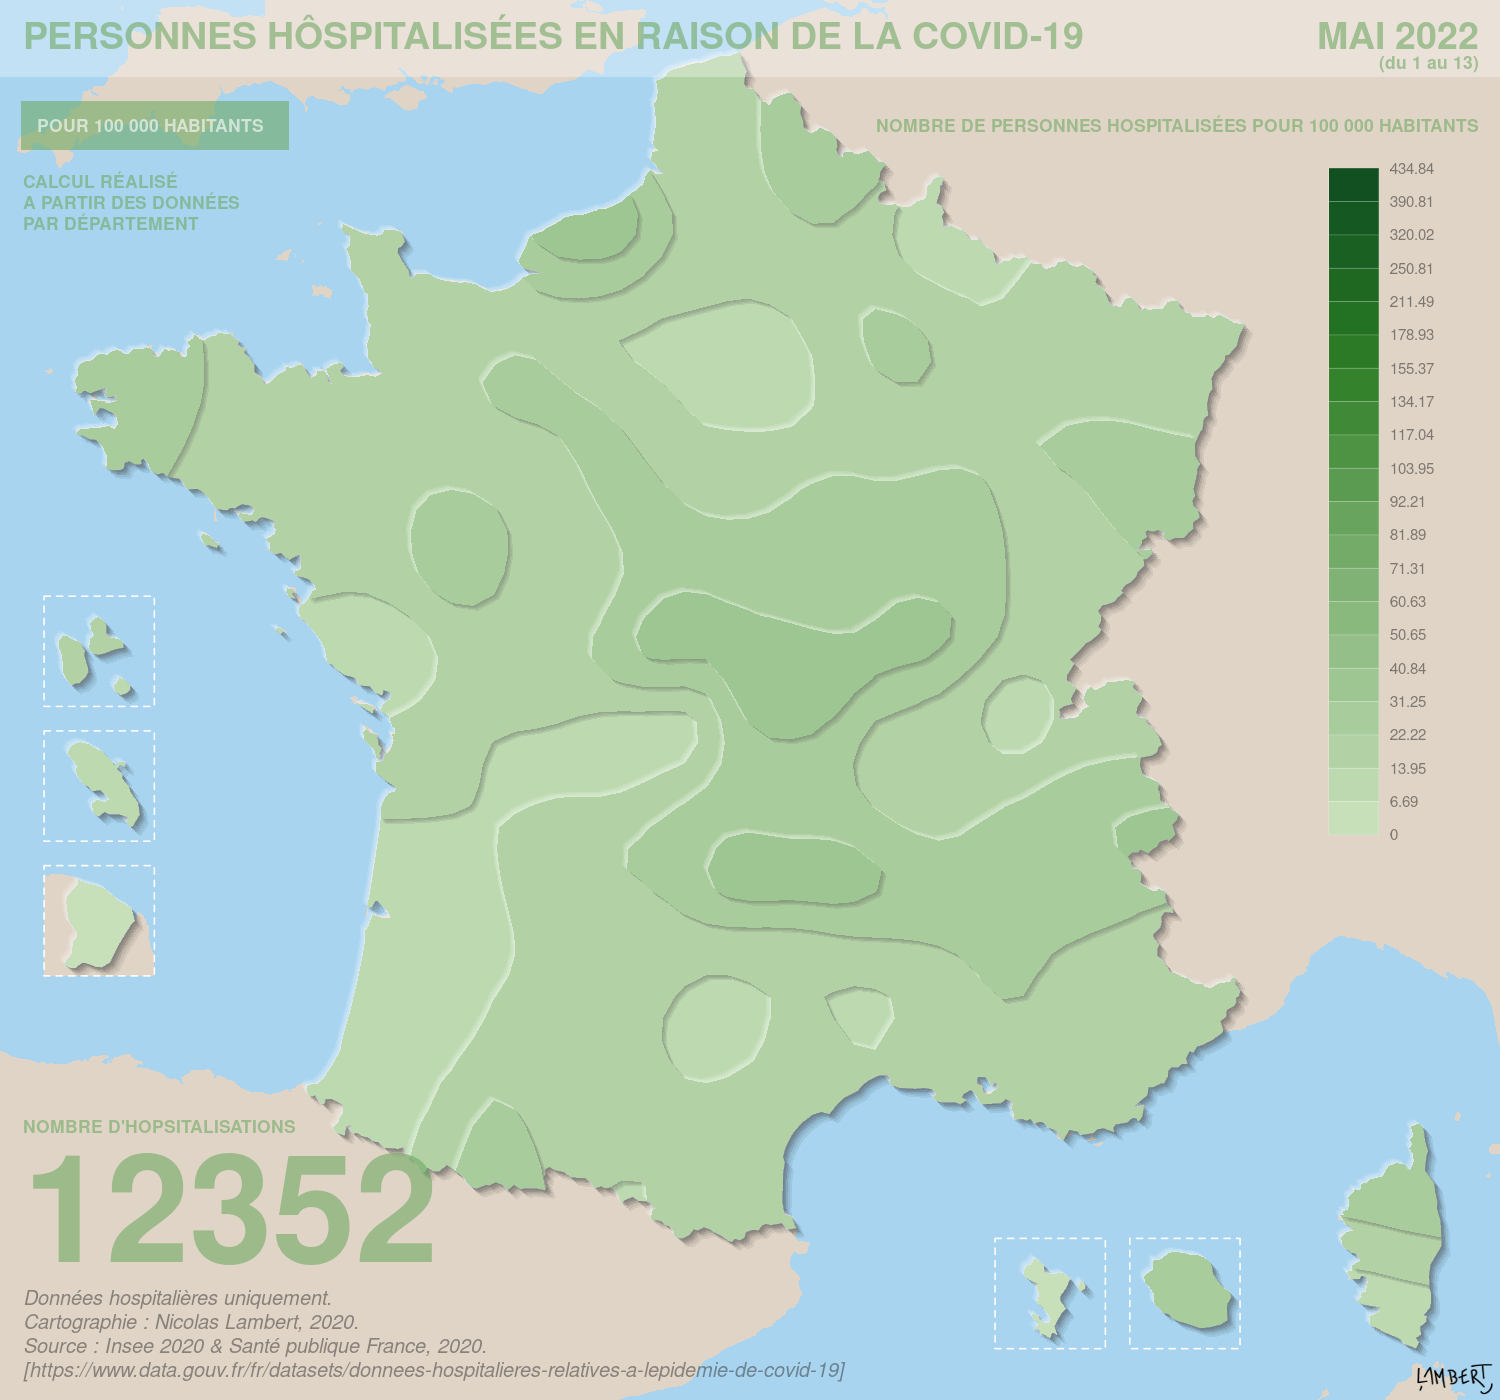 PERSONNES HÔSPITALISÉES EN RAISON DE LA COVID-19
MAI 2022
(du 1 au 13)
POUR 100 000 HABITANTS
CALCUL RÉALISÉ
A PARTIR DES DONNÉES
PAR DÉPARTEMENT
NOMBRE DE PERSONNES HOSPITALISÉES POUR 100 000 HABITANTS
434.84
390.81
320.02
250.81
211.49
178.93
155.37
134.17
117.04
103.95
92.21
81.89
71.31
60.63
50.65
40.84
31.25
22.22
13.95
6.69
0
NOMBRE D'HOPSITALISATIONS
12352
Données hospitalières uniquement.
Cartographie : Nicolas Lambert, 2020.
Source : Insee 2020 & Santé publique France, 2020.
[https://www.data.gouv.fr/fr/datasets/donnees-hospitalieres-relatives-a-lepidemie-de-covid-19]
LAMBERT